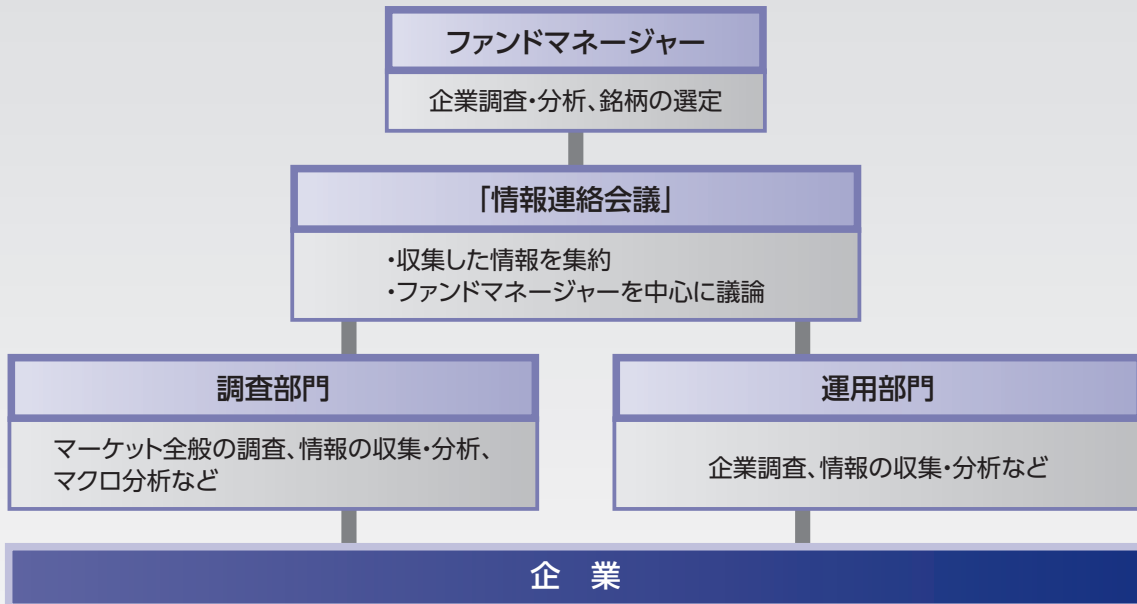 ファンドマネージャー
企業調査・分析、銘柄の選定
「情報連絡会議」
・収集した情報を集約
・ファンドマネージャーを中心に議論
調査部門
マーケット全般の調査、情報の収集・分析、
マクロ分析など
運用部門
企業調査、情報の収集・分析など
企　業